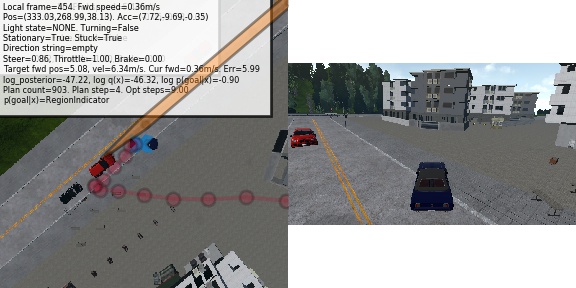 Local frame=454. Fwd speed=0.36m/s
Pos=(333.03,268.99,38.13). Acc=(7.72,-9.69,-0.35)
Light state=NONE. Turning=False
Stationary=True. Stuck=True
Direction string=empty
Steer=0.86, Throttle=1.00, Brake=0.00
Target fwd pos=5.08, vel=6.34m/s. Cur fwd=0.36m/s, Err=5.99
log_posterior=-47.22, log q(x)=-46.32, log p(goal|x)=-0.90
Plan count=903. Plan step=4. Opt steps=9.00
p(goal|x)=RegionIndicator